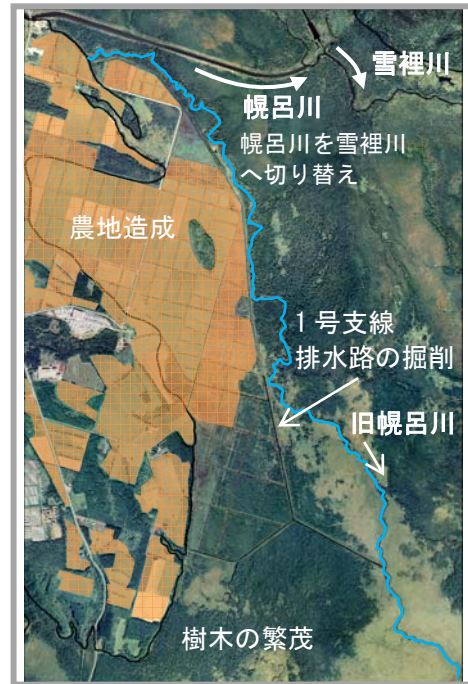 雪裡川
幌呂川
幌呂川を雪裡川
へ切り替え
農地造成
1号支線
排水路の掘削
旧幌呂川
樹木の繁茂